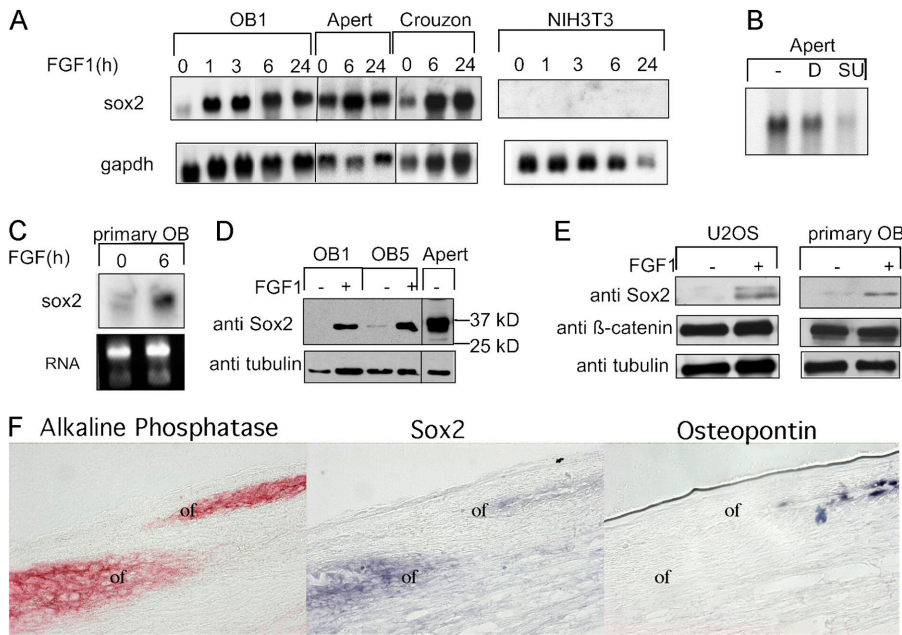 A
OB1 Apert Crouzon NIH3T3
FGF1(h) 0 1 3 6 24 0 6 24 0 6 24 0 1 3 6 24
sox2
gapdh
B
Apert
- D SU
C
primary OB
FGF(h) 0 6
sox2
RNA
D
OB1 OB5 Apert
FGF1 - + - + -
anti Sox2
37 kD
25 kD
anti tubulin
E
U2OS primary OB
FGF1 - + - +
anti Sox2
anti ß-catenin
anti tubulin
F Alkaline Phosphatase Sox2 Osteopontin
of of of
of of of